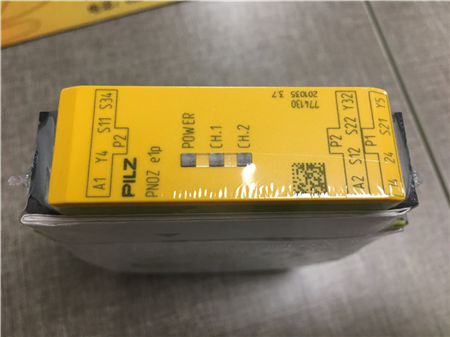 A1 Y4 S11 S34
P2
PILZ
PNOZ e1p
POWER
CH.1
CH.2
774130
201035 3.7
P2
A2 S12 S22 Y32
P1
24 S21 Y5